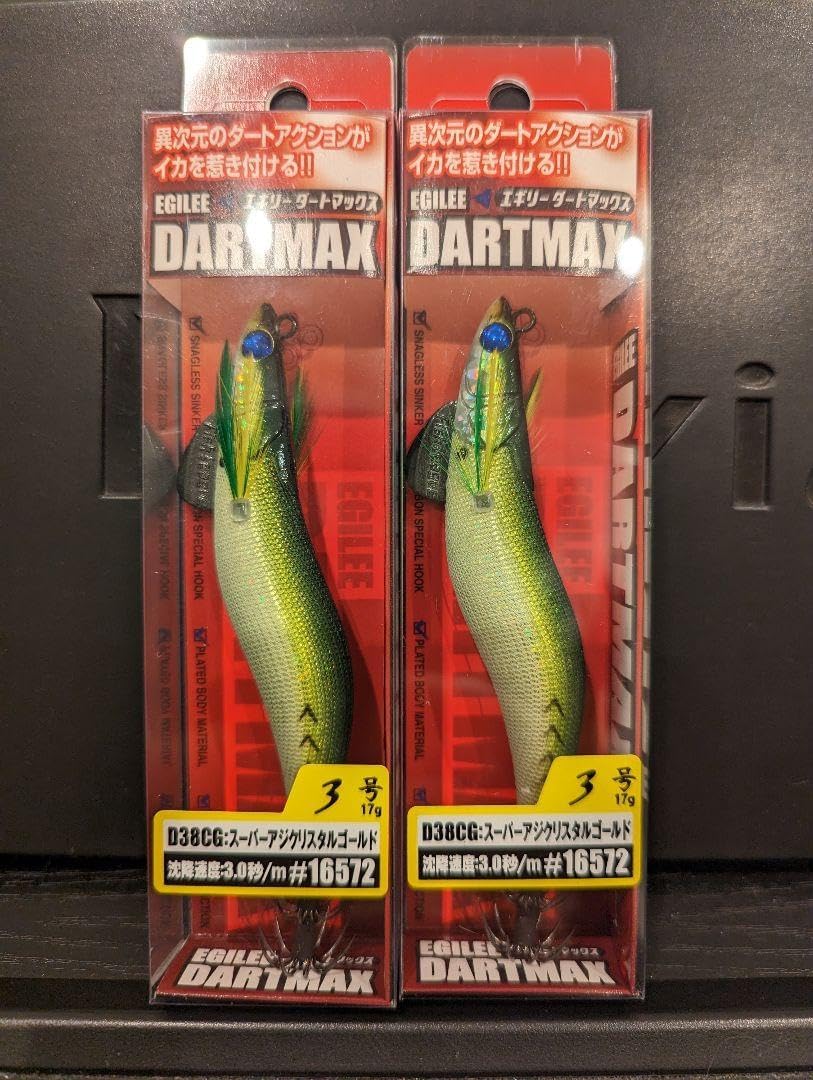 異次元のダートアクションが
イカを惹き付ける!!
EGILEE エギリーダートマックス
DARTMAX
SNAGLESS SINKER
SPECIAL HOOK
PLATED BODY MATERIAL
EGILEE
3号
17g
D38CG:スーパーアジクリスタルゴールド
沈降速度:3.0秒/m #16572
EGILEE
DARTMAX
異次元のダートアクションが
イカを惹き付ける!!
EGILEE エギリーダートマックス
DARTMAX
SNAGLESS SINKER
SPECIAL HOOK
PLATED BODY MATERIAL
EGILEE
DARTMAX
3号
17g
D38CG:スーパーアジクリスタルゴールド
沈降速度:3.0秒/m #16572
EGILEE
DARTMAX